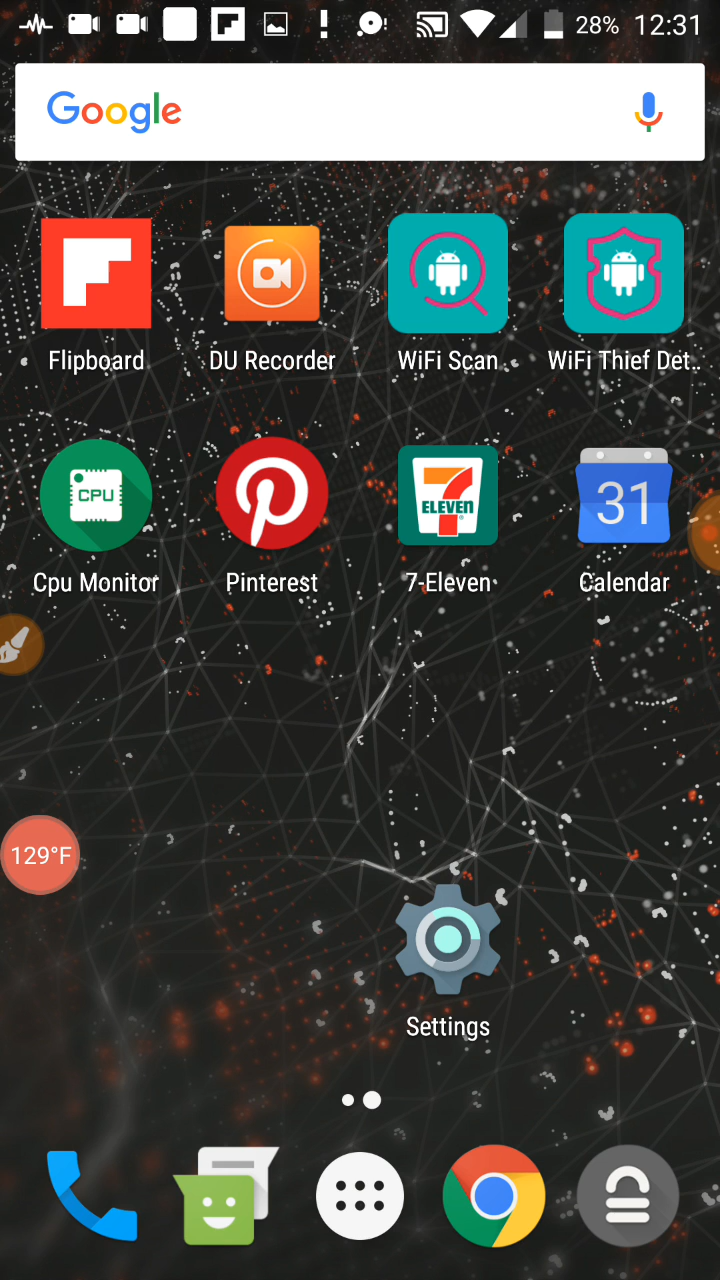 28% 12:31
Google
Flipboard DU Recorder WiFi Scan WiFi Thief Det..
CPU
ELEVEN
31
Cpu Monitor Pinterest 7-Eleven Calendar
129°F
Settings